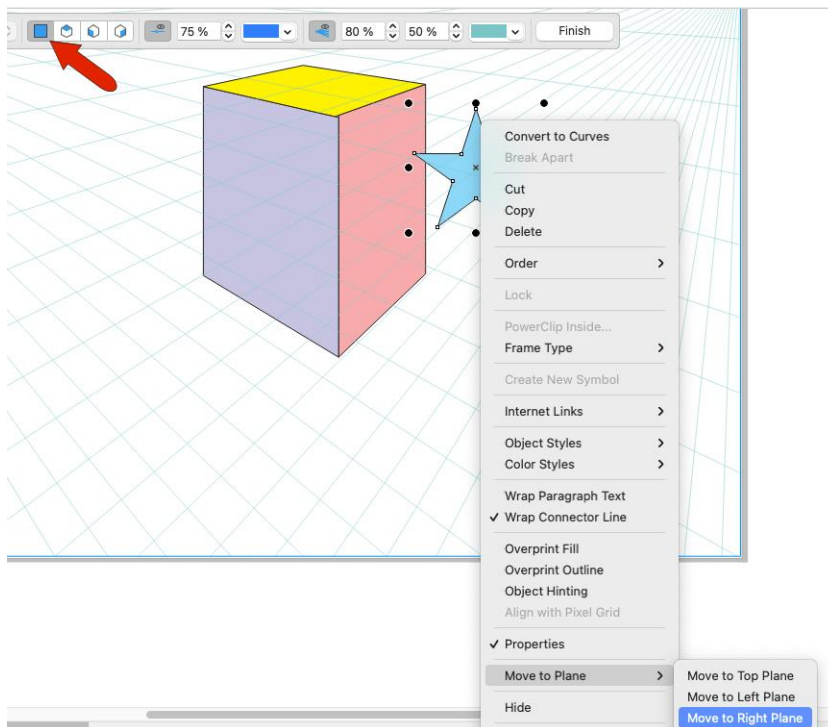 75 %
80 %
50 %
Finish
Convert to Curves
Break Apart
Cut
Copy
Delete
Order
Lock
PowerClip Inside...
Frame Type
Create New Symbol
Internet Links
Object Styles
Color Styles
Wrap Paragraph Text
Wrap Connector Line
Overprint Fill
Overprint Outline
Object Hinting
Align with Pixel Grid
Properties
Move to Plane
Move to Top Plane
Move to Left Plane
Hide
Move to Right Plane